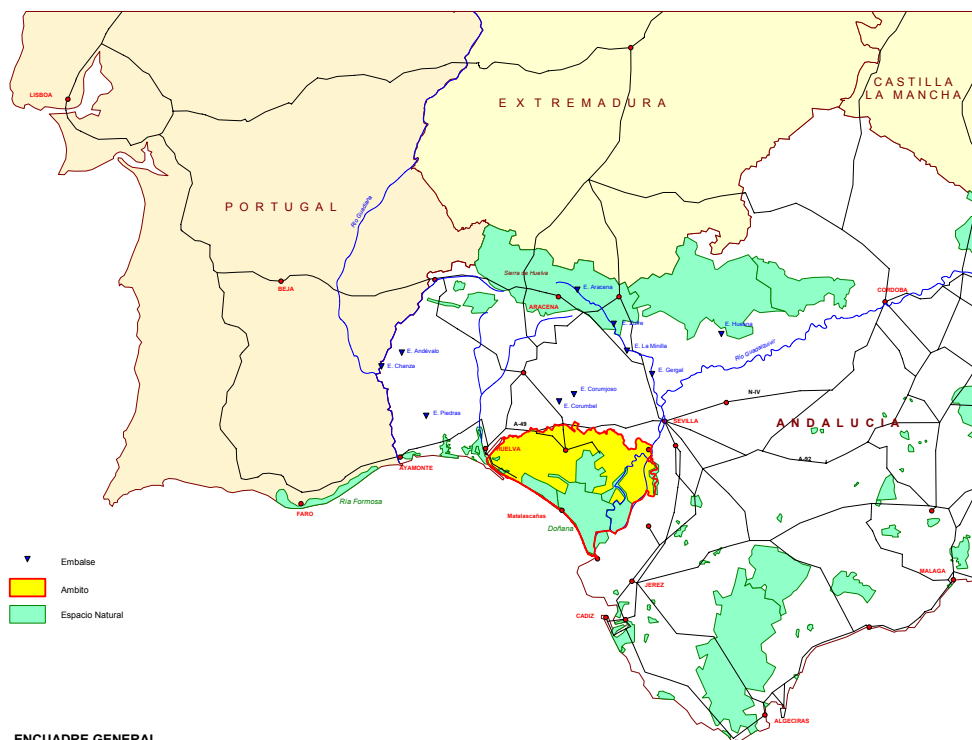 CASTILLA
LA MANCHA
LISBOA
EXTREMADURA
PORTUGAL
Río Guadiana
Sierra de Huelva
BEJA
E. Aracena
ARACENA
CORDOBA
E. Huesna
Río Guadalquivir
E. La Minilla
E. Andévalo
E. Chanza
E. Gergal
E. Corumjoso
E. Corumbel
N-IV
E. Piedras
A-49
SEVILLA
ANDALUCIA
HUELVA
A-92
AYAMONTE
Ría Formosa
FARO
Matalascañas
Doñana
Embalse
MALAGA
JEREZ
Ambito
Espacio Natural
CADIZ
ALGECIRAS
ENCUADRE GENERAL